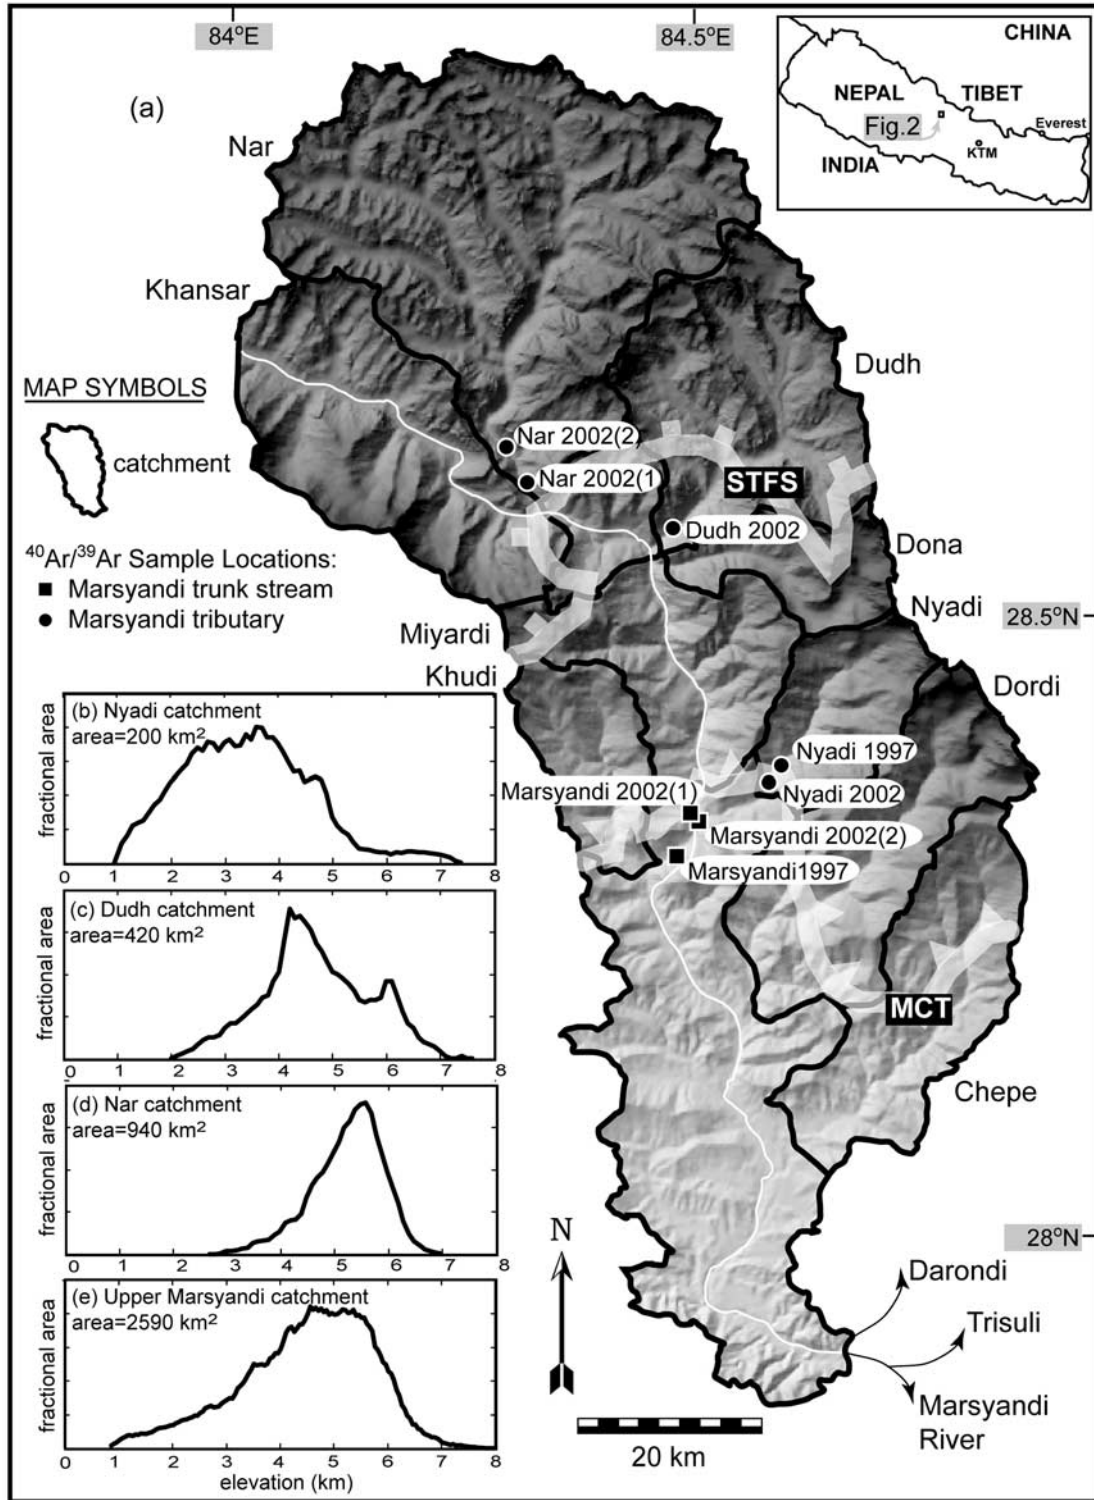 84°E
84.5°E
(a)
CHINA
NEPAL
TIBET
Fig.2
Everest
KTM
INDIA
Nar
Khansar
Dudh
MAP SYMBOLS
catchment
Nar 2002(2)
Nar 2002(1)
STFS
Dudh 2002
Dona
⁴⁰Ar/³⁹Ar Sample Locations:
Marsyandi trunk stream
Marsyandi tributary
Nyadi
28.5°N
Miyardi
Khudi
Dordi
(b) Nyadi catchment
area=200 km²
fractional area
0 1 2 3 4 5 6 7 8
Nyadi 1997
Nyadi 2002
Marsyandi 2002(1)
Marsyandi 2002(2)
Marsyandi1997
(c) Dudh catchment
area=420 km²
fractional area
0 1 2 3 4 5 6 7 8
MCT
Chepe
(d) Nar catchment
area=940 km²
fractional area
0 1 2 3 4 5 6 7 8
(e) Upper Marsyandi catchment
area=2590 km²
fractional area
0 1 2 3 4 5 6 7 8
elevation (km)
N
28°N
20 km
Darondi
Trisuli
Marsyandi
River